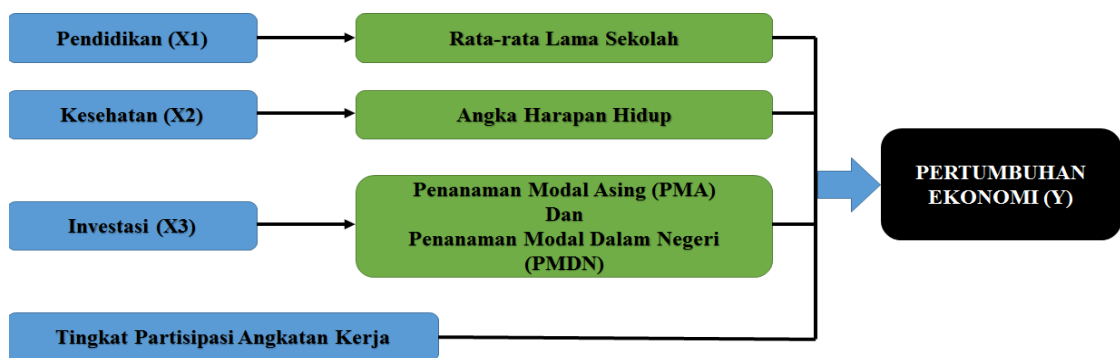 Pendidikan (X1)
Rata-rata Lama Sekolah
Kesehatan (X2)
Angka Harapan Hidup
Investasi (X3)
Penanaman Modal Asing (PMA)
Dan
Penanaman Modal Dalam Negeri
(PMDN)
Tingkat Partisipasi Angkatan Kerja
PERTUMBUHAN
EKONOMI (Y)